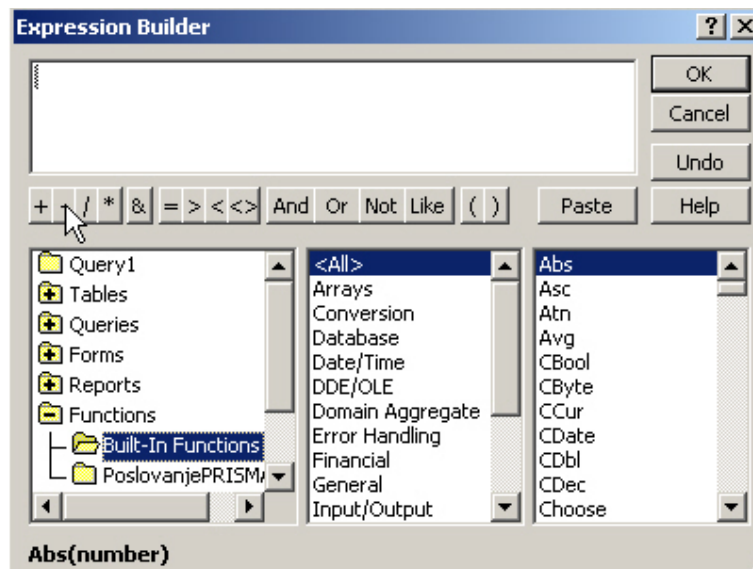 Expression Builder
OK
Cancel
Undo
+ - / * & = > < <> And Or Not Like ( ) Paste Help
Query1
Tables
Queries
Forms
Reports
Functions
Built-In Functions
PoslovanjePRISMA
<All>
Arrays
Conversion
Database
Date/Time
DDE/OLE
Domain Aggregate
Error Handling
Financial
General
Input/Output
Abs
Asc
Atn
Avg
CBool
CByte
CCur
CDate
CDbl
CDec
Choose
Abs(number)